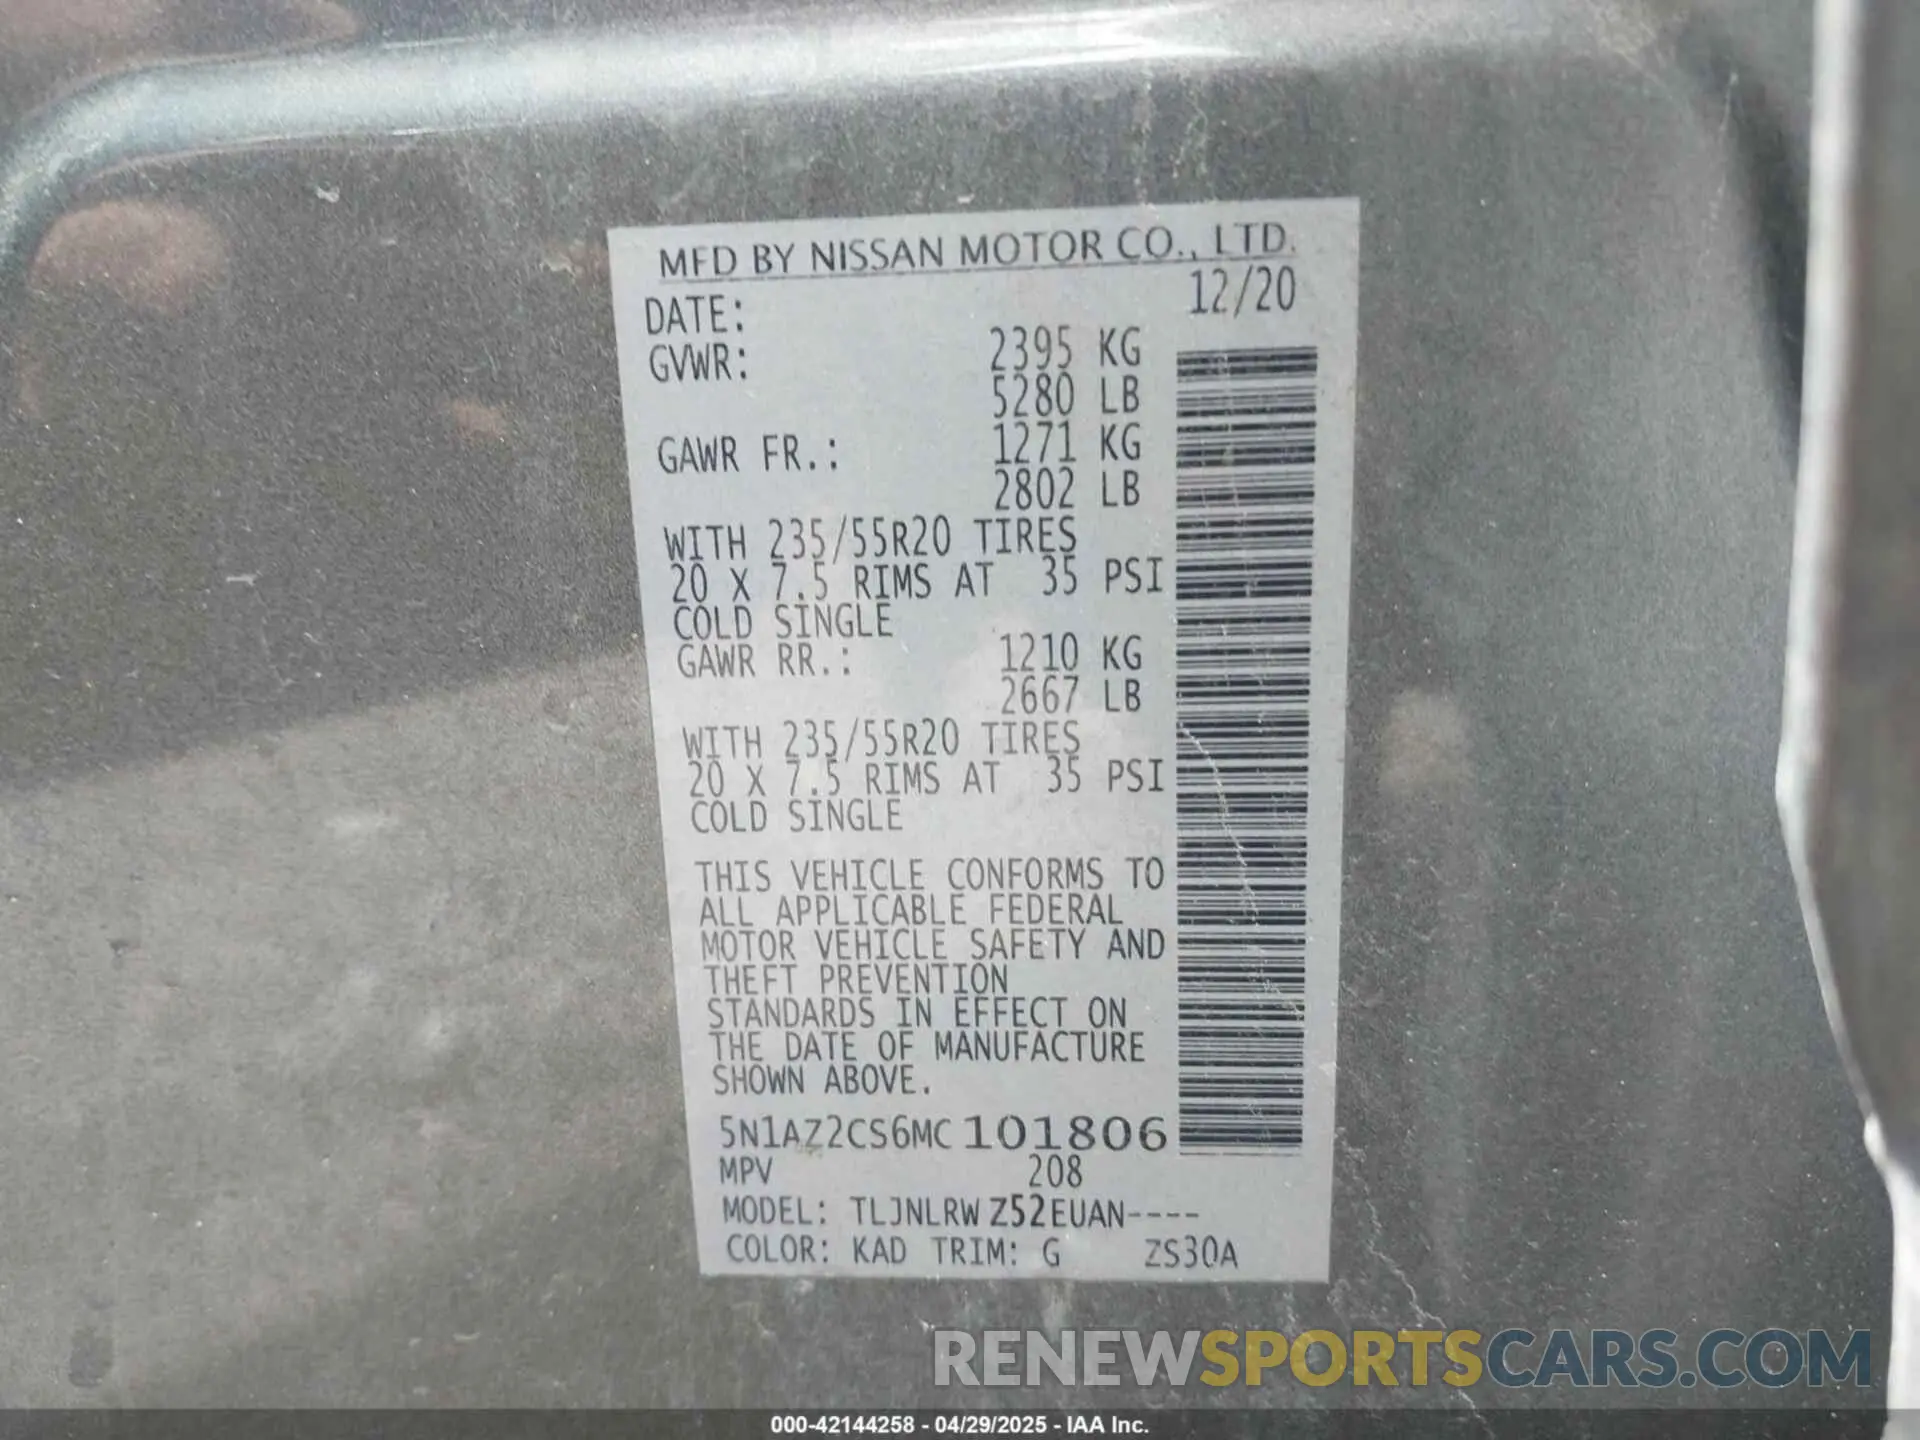 MFD BY NISSAN MOTOR CO., LTD.
DATE: 12/20
GVWR: 2395 KG
5280 LB
GAWR FR.: 1271 KG
2802 LB
WITH 235/55R20 TIRES
20 X 7.5 RIMS AT 35 PSI
COLD SINGLE
GAWR RR.: 1210 KG
2667 LB
WITH 235/55R20 TIRES
20 X 7.5 RIMS AT 35 PSI
COLD SINGLE
THIS VEHICLE CONFORMS TO
ALL APPLICABLE FEDERAL
MOTOR VEHICLE SAFETY AND
THEFT PREVENTION
STANDARDS IN EFFECT ON
THE DATE OF MANUFACTURE
SHOWN ABOVE.
5N1AZ2CS6MC101806
MPV 208
MODEL: TLJNLRW Z52EUAN----
COLOR: KAD TRIM: G ZS30A
RENEWSPORTSCARS.COM
000-42144258 - 04/29/2025 - IAA Inc.